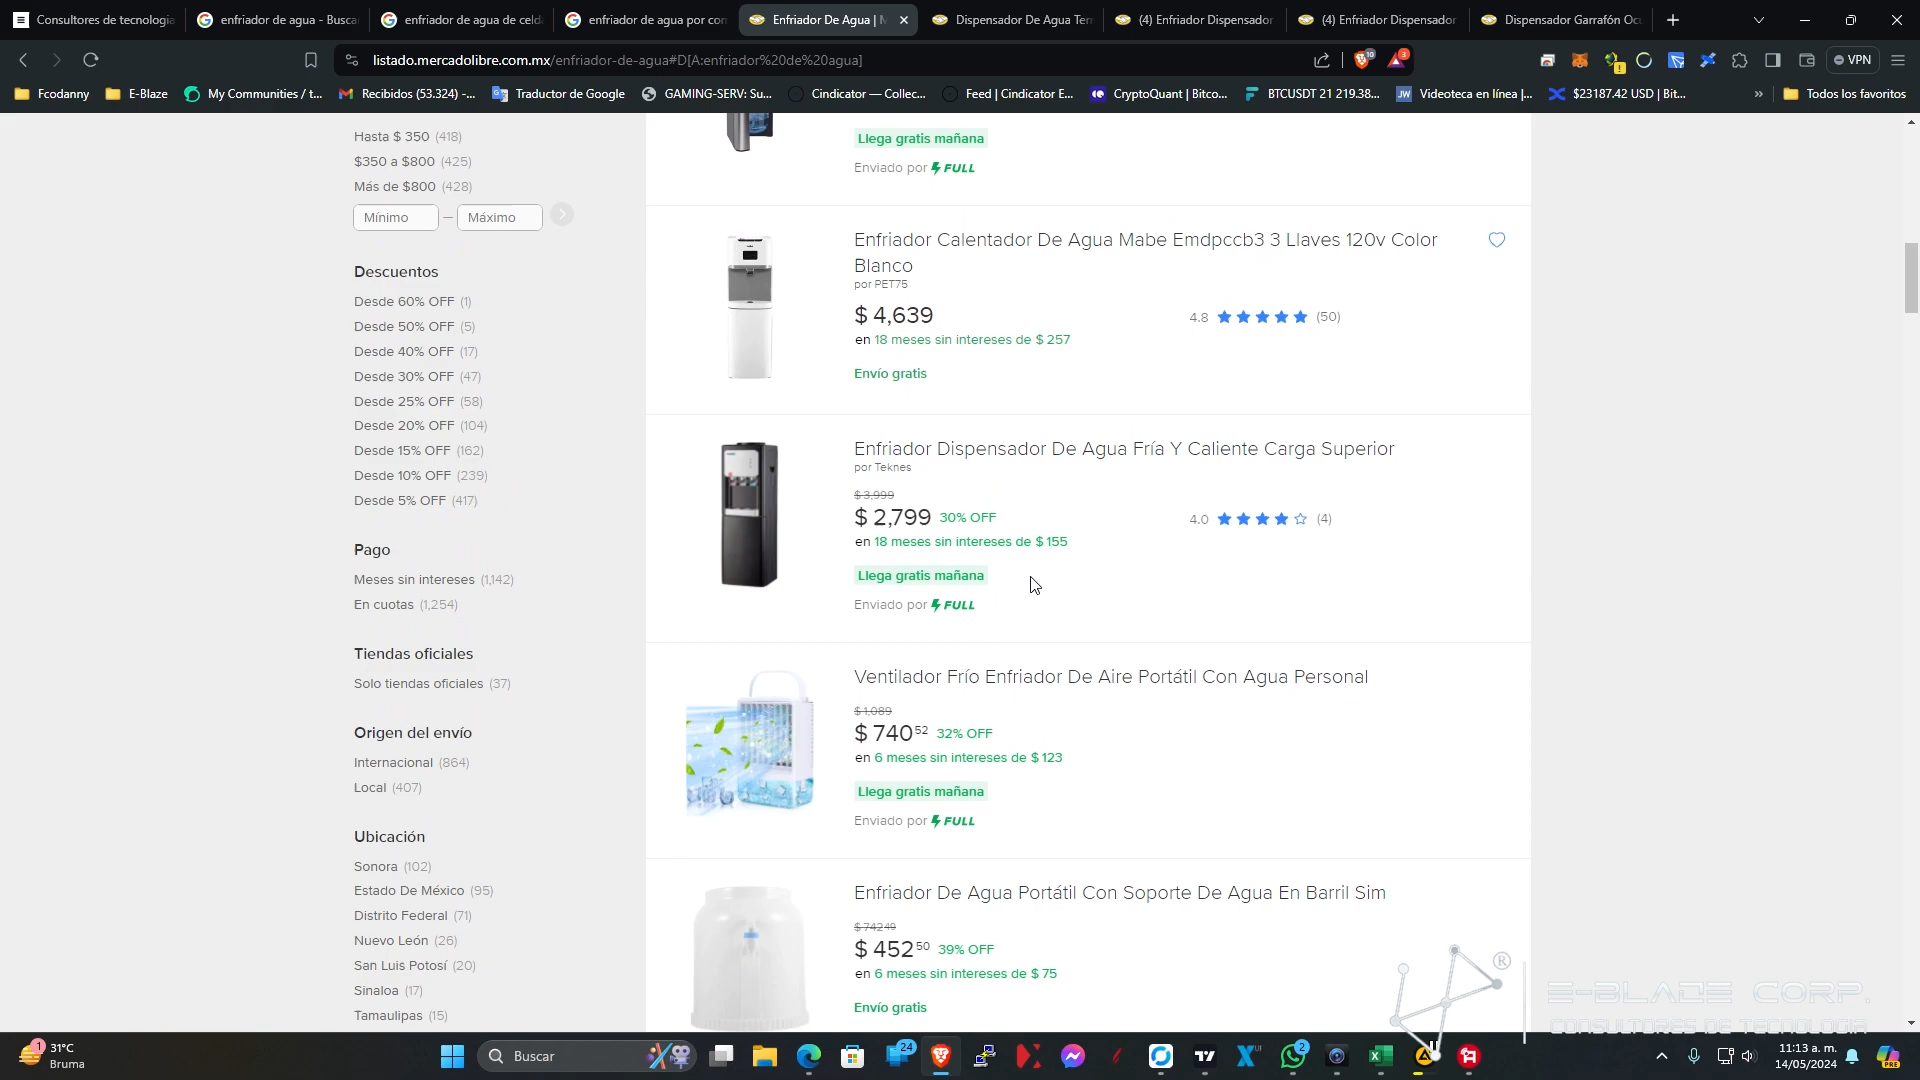 Consultores de tecnología
enfriador de agua - Busca
enfriador de agua de celd
enfriador de agua por con
Enfriador De Agua | M
Dispensador De Agua Terr
(4) Enfriador Dispensador
(4) Enfriador Dispensador
Dispensador Garrafón Oc
listado.mercadolibre.com.mx/enfriador-de-agua#D[A:enfriador%20de%20agua]
10
3
VPN
Fcodanny
E-Blaze
My Communities / t...
Recibidos (53.324) -...
Traductor de Google
GAMING-SERV: Su...
Cindicator — Collec...
Feed | Cindicator E...
CryptoQuant | Bitco...
BTCUSDT 21 219.38...
Videoteca en línea |...
$23187.42 USD | Bit...
Todos los favoritos
Hasta $ 350 (418)
$350 a $800 (425)
Más de $800 (428)
Mínimo — Máximo
Descuentos
Desde 60% OFF (1)
Desde 50% OFF (5)
Desde 40% OFF (17)
Desde 30% OFF (47)
Desde 25% OFF (58)
Desde 20% OFF (104)
Desde 15% OFF (162)
Desde 10% OFF (239)
Desde 5% OFF (417)
Pago
Meses sin intereses (1,142)
En cuotas (1,254)
Tiendas oficiales
Solo tiendas oficiales (37)
Origen del envío
Internacional (864)
Local (407)
Ubicación
Sonora (102)
Estado De México (95)
Distrito Federal (71)
Nuevo León (26)
San Luis Potosí (20)
Sinaloa (17)
Tamaulipas (15)
Llega gratis mañana
Enviado por FULL
Enfriador Calentador De Agua Mabe Emdpccb3 3 Llaves 120v Color
Blanco
por PET75
$ 4,639
4.8 (50)
en 18 meses sin intereses de $ 257
Envío gratis
Enfriador Dispensador De Agua Fría Y Caliente Carga Superior
por Teknes
$ 3,999
$ 2,799 30% OFF
4.0 (4)
en 18 meses sin intereses de $ 155
Llega gratis mañana
Enviado por FULL
Ventilador Frío Enfriador De Aire Portátil Con Agua Personal
$ 1,089
$ 740 52 32% OFF
en 6 meses sin intereses de $ 123
Llega gratis mañana
Enviado por FULL
Enfriador De Agua Portátil Con Soporte De Agua En Barril Sim
$ 742 49
$ 452 50 39% OFF
en 6 meses sin intereses de $ 75
Envío gratis
®
E-BLADE CORP.
CONSULTORES DE TECNOLOGIA
1
31°C
Bruma
Buscar
24
2
11:13 a. m.
14/05/2024